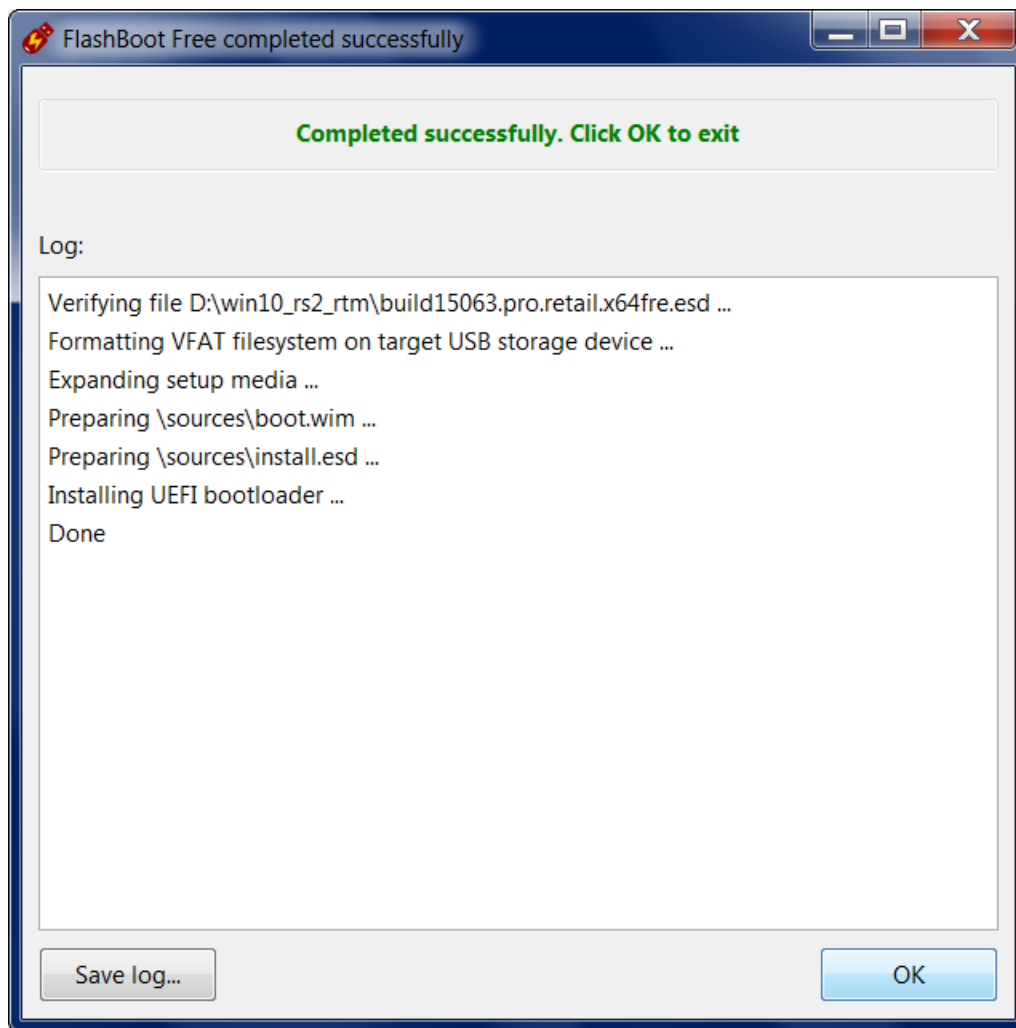 FlashBoot Free completed successfully
Completed successfully. Click OK to exit
Log:
Verifying file D:\win10_rs2_rtm\build15063.pro.retail.x64fre.esd ...
Formatting VFAT filesystem on target USB storage device ...
Expanding setup media ...
Preparing \sources\boot.wim ...
Preparing \sources\install.esd ...
Installing UEFI bootloader ...
Done
Save log...
OK